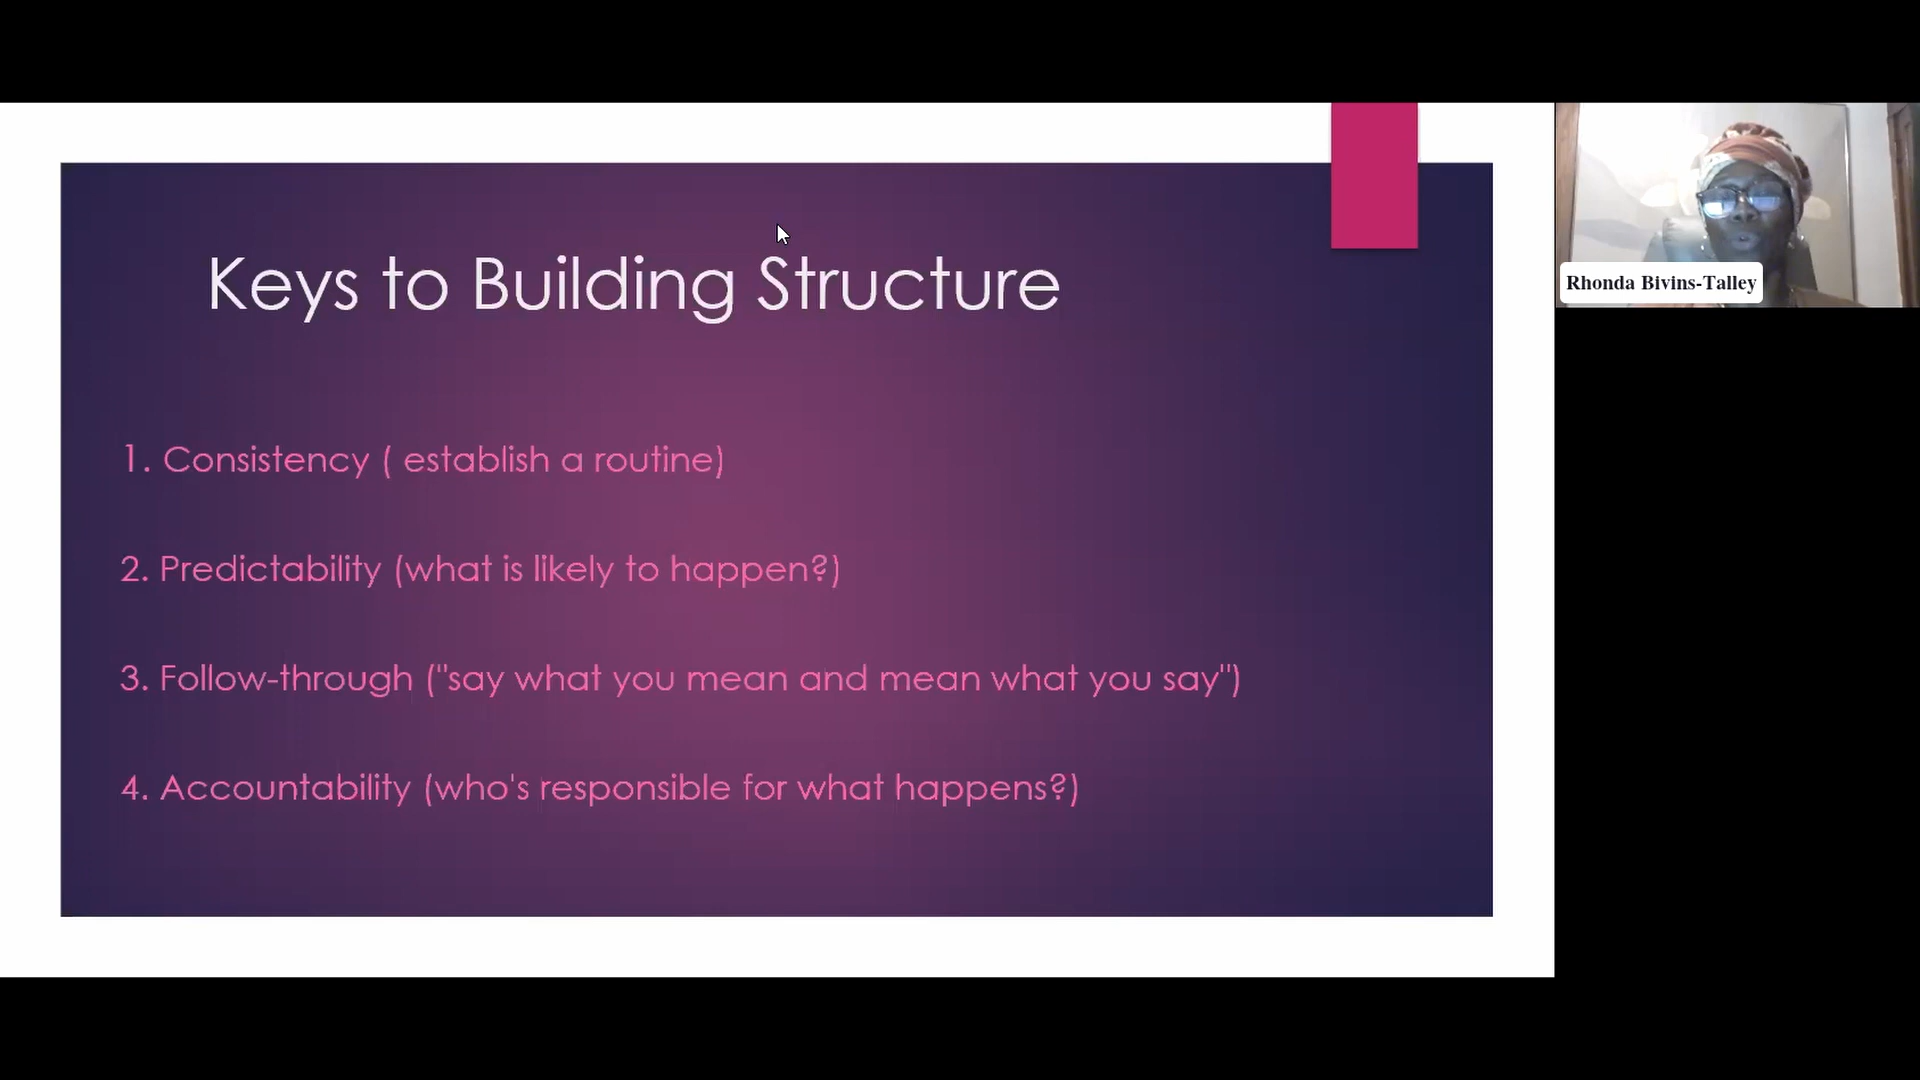 Keys to Building Structure
1. Consistency ( establish a routine)
2. Predictability (what is likely to happen?)
3. Follow-through ("say what you mean and mean what you say")
4. Accountability (who's responsible for what happens?)
Rhonda Bivins-Talley